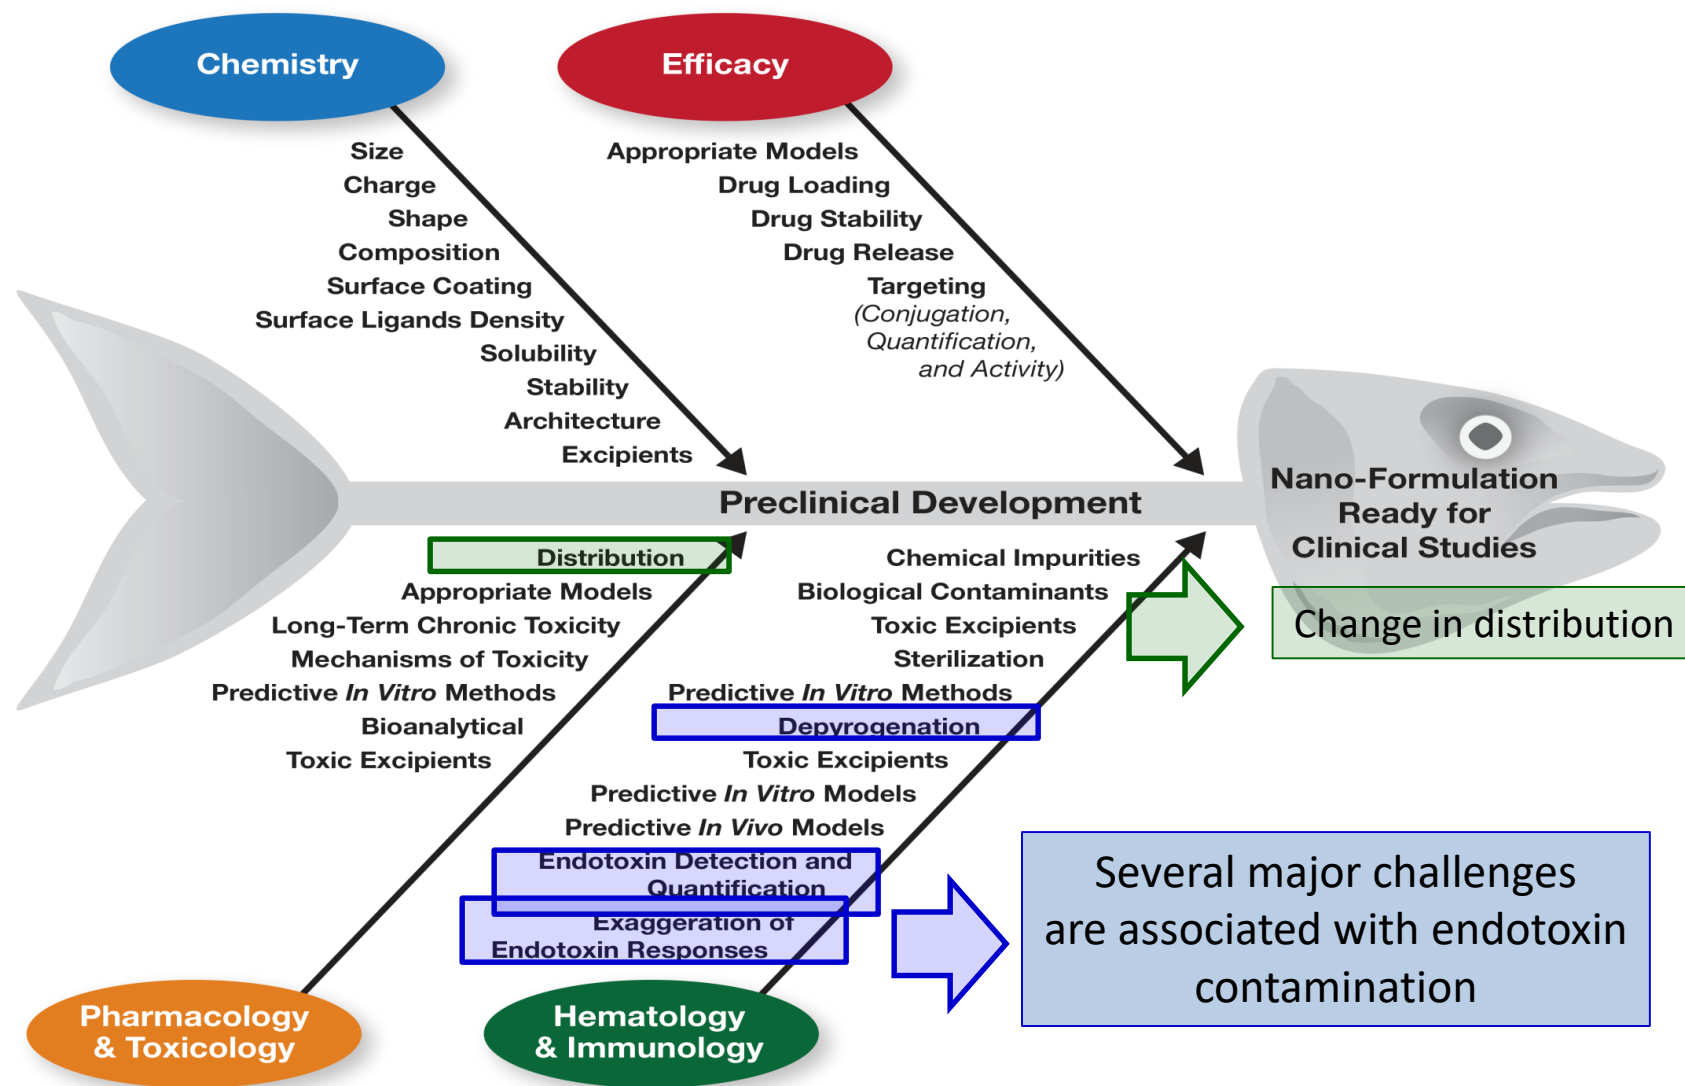 Chemistry
Efficacy
Size
Charge
Shape
Composition
Surface Coating
Surface Ligands Density
Solubility
Stability
Architecture
Excipients
Appropriate Models
Drug Loading
Drug Stability
Drug Release
Targeting
(Conjugation,
Quantification,
and Activity)
Preclinical Development
Nano-Formulation
Ready for
Clinical Studies
Distribution
Appropriate Models
Long-Term Chronic Toxicity
Mechanisms of Toxicity
Predictive In Vitro Methods
Bioanalytical
Toxic Excipients
Chemical Impurities
Biological Contaminants
Toxic Excipients
Sterilization
Predictive In Vitro Methods
Depyrogenation
Toxic Excipients
Predictive In Vitro Models
Predictive In Vivo Models
Endotoxin Detection and
Quantification
Exaggeration of
Endotoxin Responses
Change in distribution
Several major challenges
are associated with endotoxin
contamination
Pharmacology
& Toxicology
Hematology
& Immunology